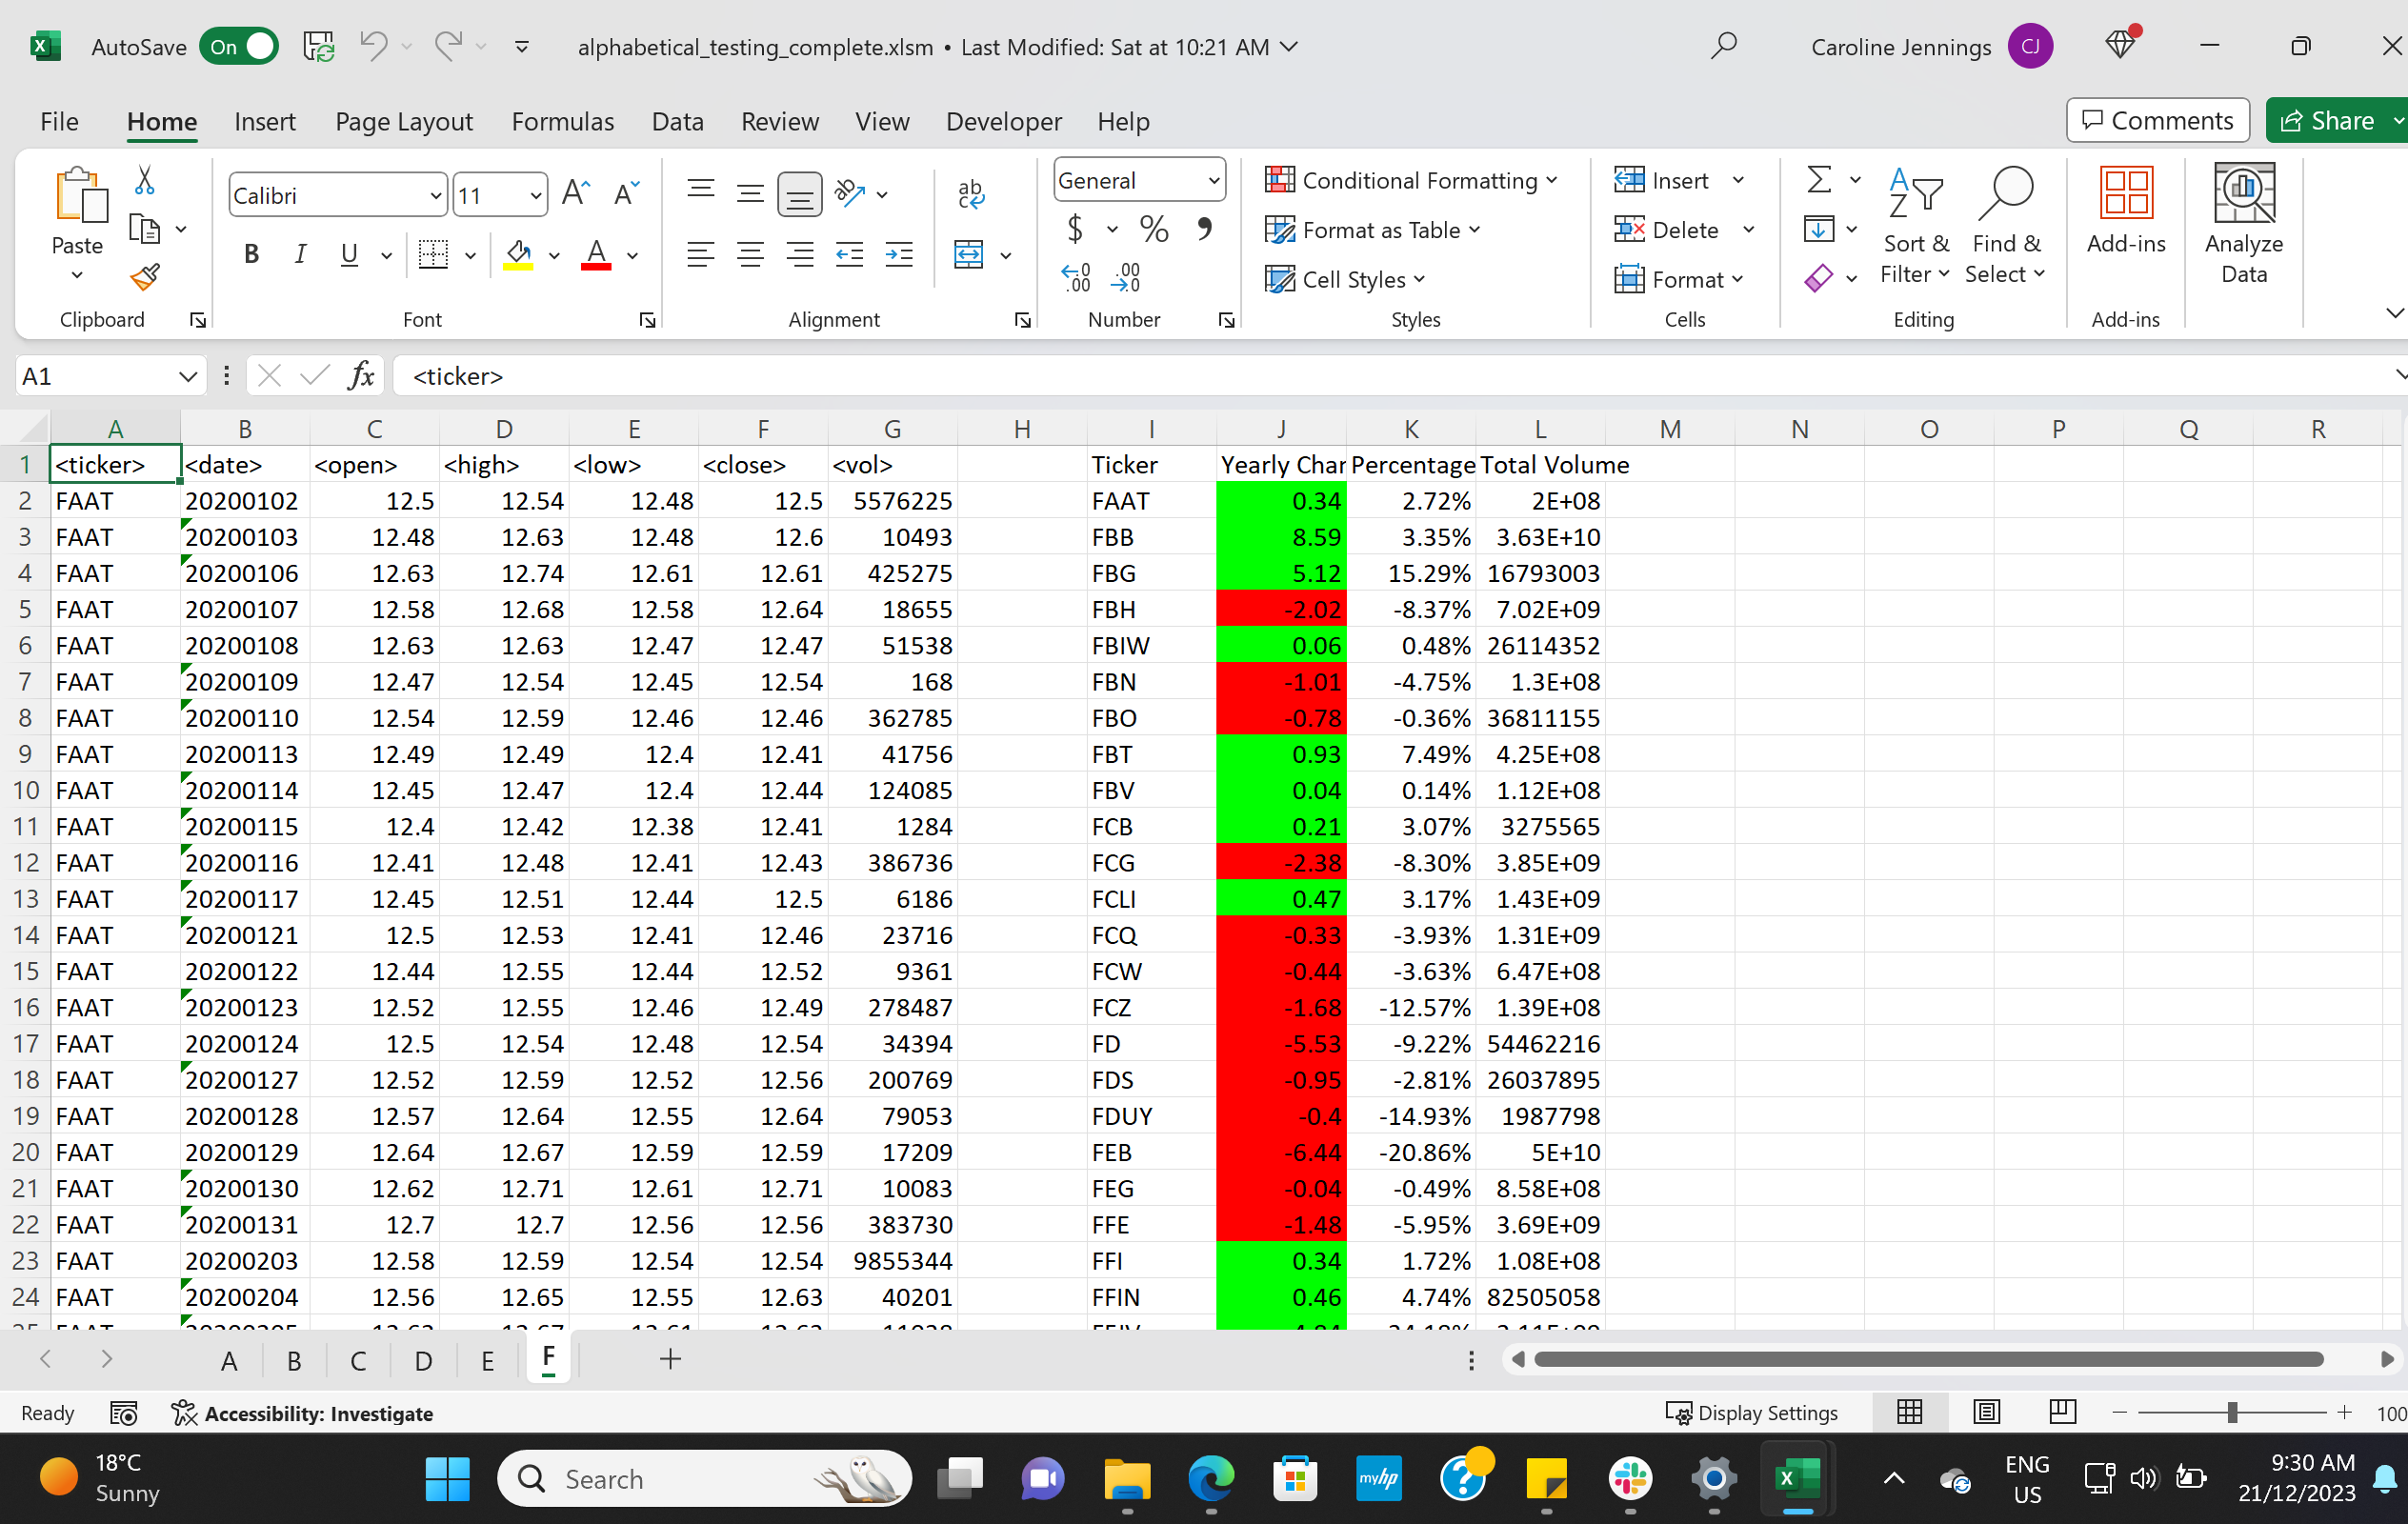 AutoSave On alphabetical_testing_complete.xlsm • Last Modified: Sat at 10:21 AM Caroline Jennings CJ
File Home Insert Page Layout Formulas Data Review View Developer Help Comments Share
Calibri 11 ab General Conditional Formatting Insert
Paste B I U A $ % Format as Table Delete Sort & Filter Find & Select Add-ins Analyze Data
Cell Styles Format
Clipboard Font Alignment Number Styles Cells Editing Add-ins
A1 fx <ticker>
A B C D E F G H I J K L M N O P Q R
1 <ticker> <date> <open> <high> <low> <close> <vol> Ticker Yearly Char Percentage Total Volume
2 FAAT 20200102 12.5 12.54 12.48 12.5 5576225 FAAT 0.34 2.72% 2E+08
3 FAAT 20200103 12.48 12.63 12.48 12.6 10493 FBB 8.59 3.35% 3.63E+10
4 FAAT 20200106 12.63 12.74 12.61 12.61 425275 FBG 5.12 15.29% 16793003
5 FAAT 20200107 12.58 12.68 12.58 12.64 18655 FBH -2.02 -8.37% 7.02E+09
6 FAAT 20200108 12.63 12.63 12.47 12.47 51538 FBIW 0.06 0.48% 26114352
7 FAAT 20200109 12.47 12.54 12.45 12.54 168 FBN -1.01 -4.75% 1.3E+08
8 FAAT 20200110 12.54 12.59 12.46 12.46 362785 FBO -0.78 -0.36% 36811155
9 FAAT 20200113 12.49 12.49 12.4 12.41 41756 FBT 0.93 7.49% 4.25E+08
10 FAAT 20200114 12.45 12.47 12.4 12.44 124085 FBV 0.04 0.14% 1.12E+08
11 FAAT 20200115 12.4 12.42 12.38 12.41 1284 FCB 0.21 3.07% 3275565
12 FAAT 20200116 12.41 12.48 12.41 12.43 386736 FCG -2.38 -8.30% 3.85E+09
13 FAAT 20200117 12.45 12.51 12.44 12.5 6186 FCLI 0.47 3.17% 1.43E+09
14 FAAT 20200121 12.5 12.53 12.41 12.46 23716 FCQ -0.33 -3.93% 1.31E+09
15 FAAT 20200122 12.44 12.55 12.44 12.52 9361 FCW -0.44 -3.63% 6.47E+08
16 FAAT 20200123 12.52 12.55 12.46 12.49 278487 FCZ -1.68 -12.57% 1.39E+08
17 FAAT 20200124 12.5 12.54 12.48 12.54 34394 FD -5.53 -9.22% 54462216
18 FAAT 20200127 12.52 12.59 12.52 12.56 200769 FDS -0.95 -2.81% 26037895
19 FAAT 20200128 12.57 12.64 12.55 12.64 79053 FDUY -0.4 -14.93% 1987798
20 FAAT 20200129 12.64 12.67 12.59 12.59 17209 FEB -6.44 -20.86% 5E+10
21 FAAT 20200130 12.62 12.71 12.61 12.71 10083 FEG -0.04 -0.49% 8.58E+08
22 FAAT 20200131 12.7 12.7 12.56 12.56 383730 FFE -1.48 -5.95% 3.69E+09
23 FAAT 20200203 12.58 12.59 12.54 12.54 9855344 FFI 0.34 1.72% 1.08E+08
24 FAAT 20200204 12.56 12.65 12.55 12.63 40201 FFIN 0.46 4.74% 82505058
A B C D E F
Ready Accessibility: Investigate Display Settings 100
18°C
Sunny
Search
myhp
ENG
US
9:30 AM
21/12/2023